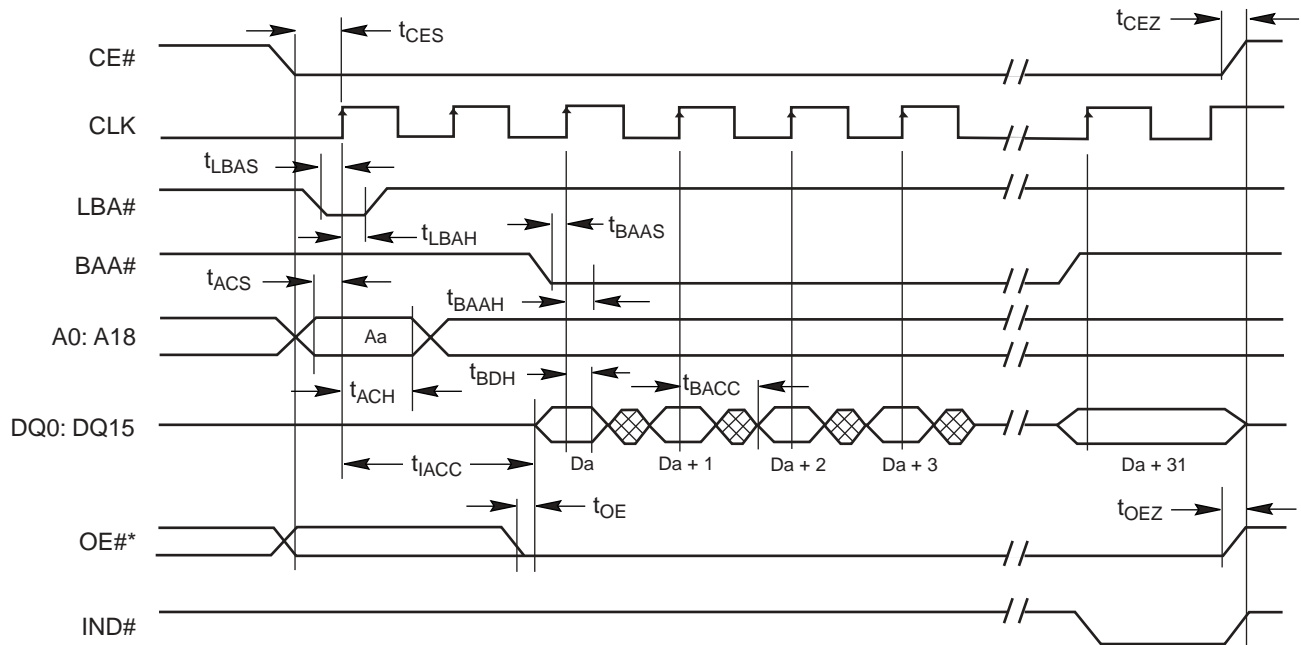 tCES
tCEZ
CE#
CLK
tLBAS
LBA#
tBAAS
tLBAH
BAA#
tACS
tBAAH
A0: A18
Aa
tBDH
tBACC
tACH
DQ0: DQ15
tIACC
Da
Da + 1
Da + 2
Da + 3
Da + 31
tOE
tOEZ
OE#*
IND#